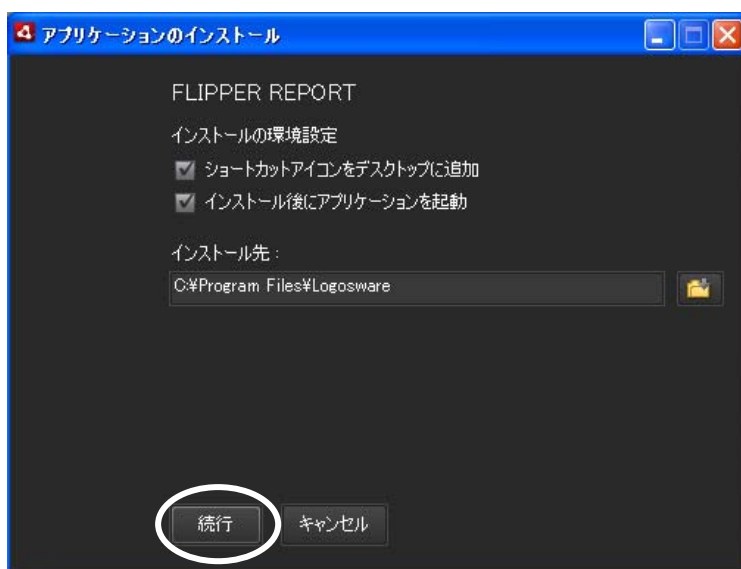 アプリケーションのインストール
FLIPPER REPORT
インストールの環境設定
ショートカットアイコンをデスクトップに追加
インストール後にアプリケーションを起動
インストール先 :
C:¥Program Files¥Logosware
続行
キャンセル